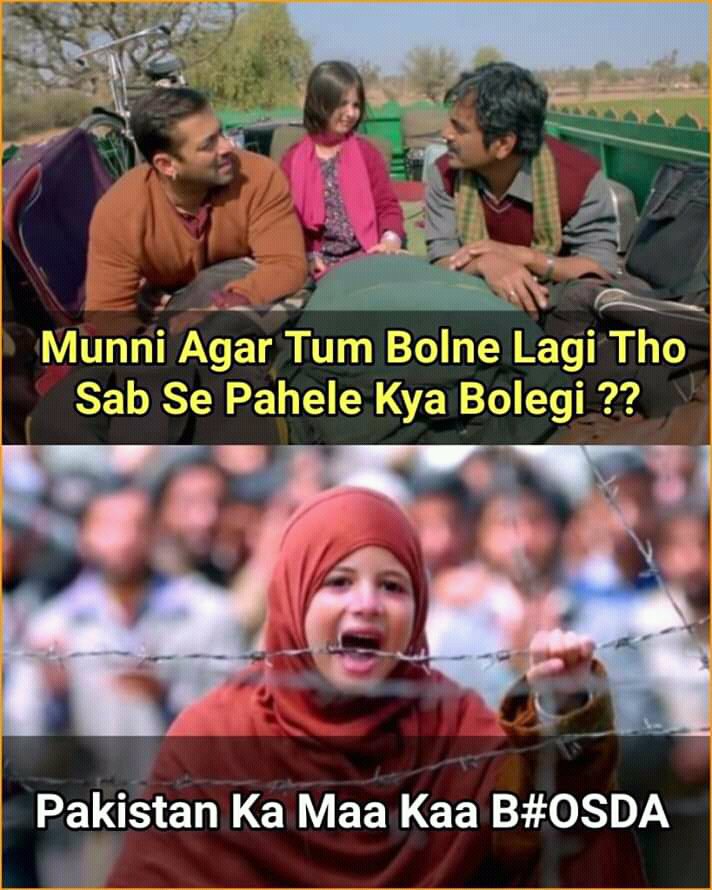 Munni Agar Tum Bolne Lagi Tho
Sab Se Pahele Kya Bolegi ??
Pakistan Ka Maa Kaa B#OSDA